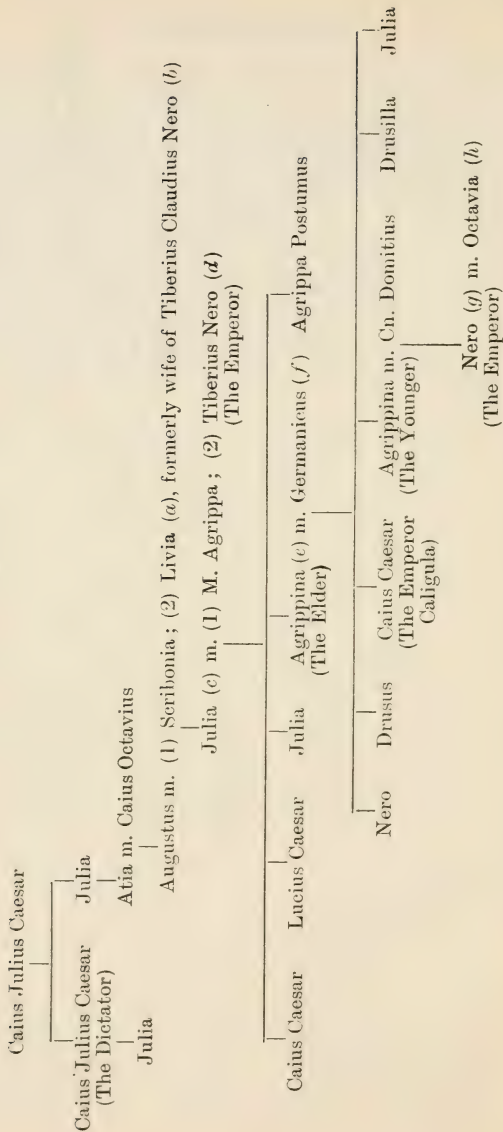 Caius Julius Caesar
Caius Julius Caesar Julia
(The Dictator)
Julia Atia m. Caius Octavius
Augustus m. (1) Scribonia; (2) Livia (a), formerly wife of Tiberius Claudius Nero (b)
Julia (c) m. (1) M. Agrippa; (2) Tiberius Nero (d)
(The Emperor)
Caius Caesar Lucius Caesar Julia Agrippina (e) m. Germanicus (f) Agrippa Postumus
(The Elder)
Nero Drusus Caius Caesar Agrippina m. Cn. Domitius Drusilla Julia
(The Emperor (The Younger)
Caligula)
Nero (g) m. Octavia (h)
(The Emperor)